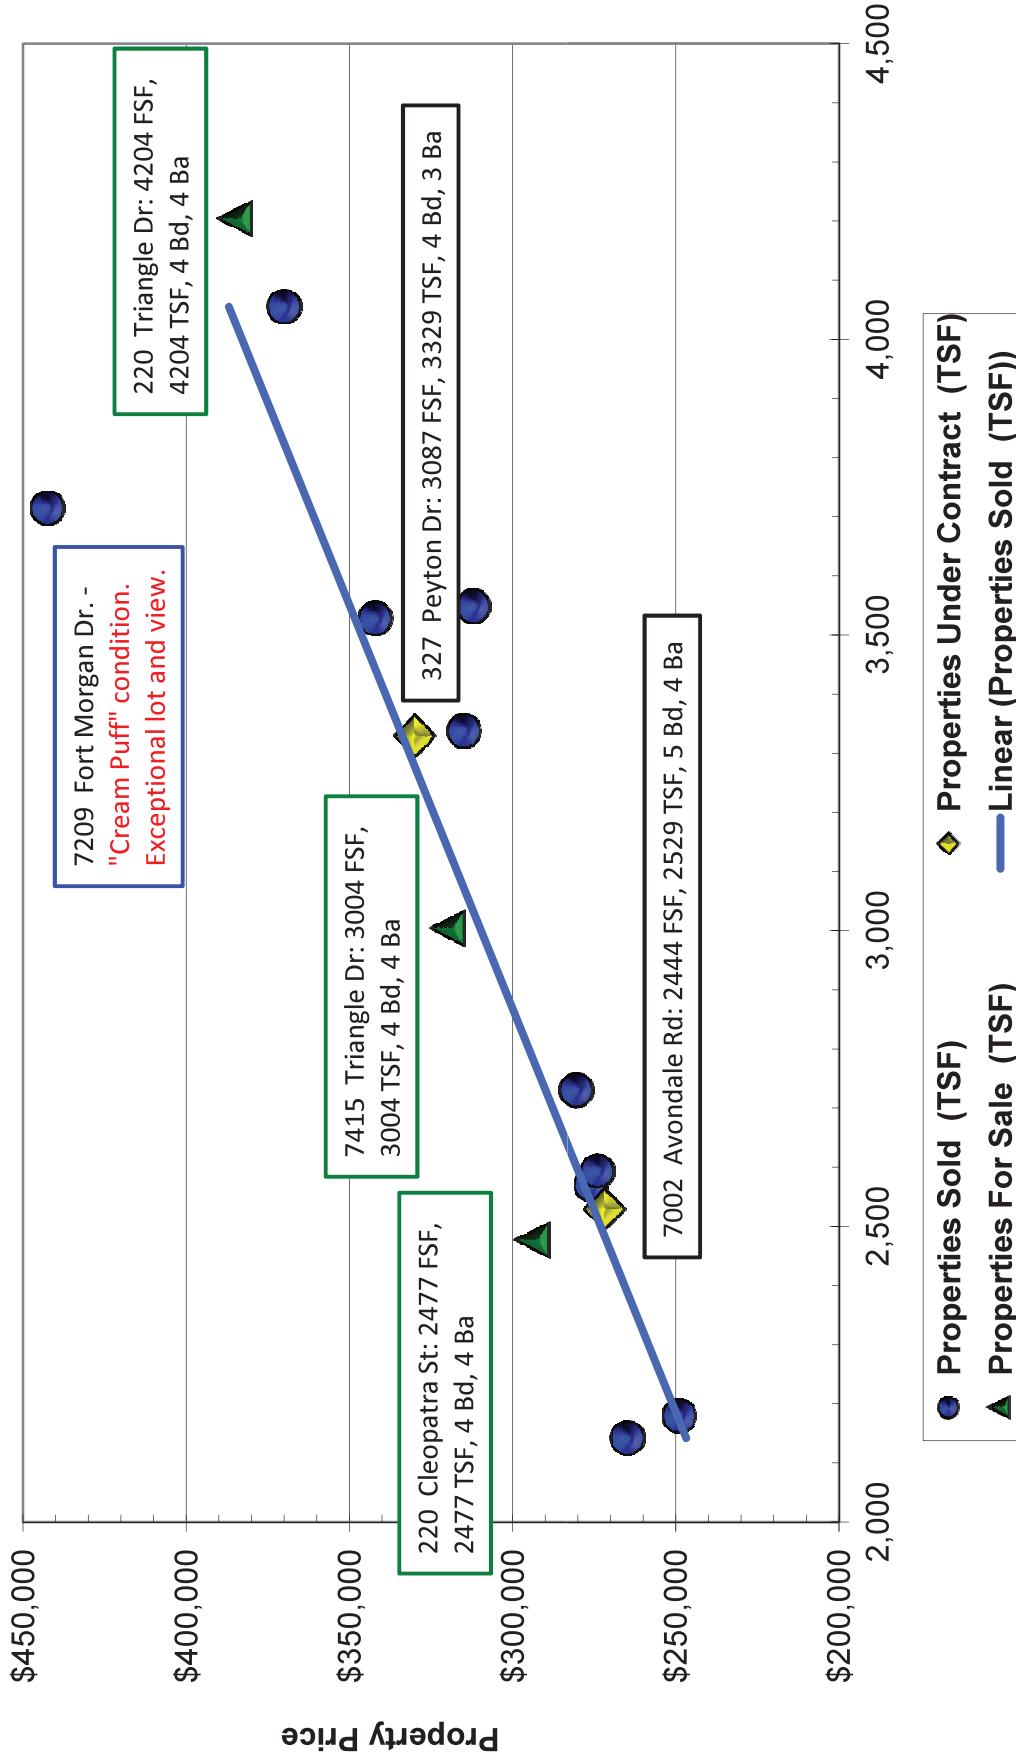 Property Price
$450,000
$400,000
$350,000
$300,000
$250,000
$200,000
2,000
2,500
3,000
3,500
4,000
4,500
7209 Fort Morgan Dr. -
"Cream Puff" condition.
Exceptional lot and view.
220 Triangle Dr: 4204 FSF,
4204 TSF, 4 Bd, 4 Ba
7415 Triangle Dr: 3004 FSF,
3004 TSF, 4 Bd, 4 Ba
220 Cleopatra St: 2477 FSF,
2477 TSF, 4 Bd, 4 Ba
327 Peyton Dr: 3087 FSF, 3329 TSF, 4 Bd, 3 Ba
7002 Avondale Rd: 2444 FSF, 2529 TSF, 5 Bd, 4 Ba
Properties Sold (TSF)
Properties Under Contract (TSF)
Properties For Sale (TSF)
Linear (Properties Sold (TSF))